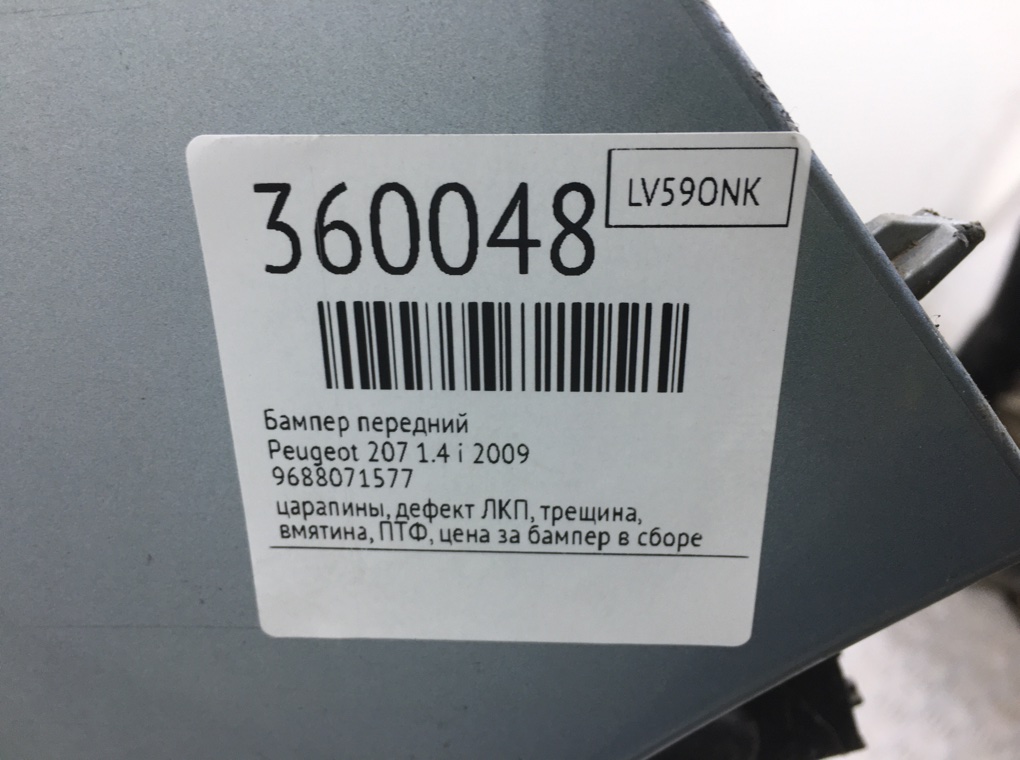 360048
LV59ONK
Бампер передний
Peugeot 207 1.4 i 2009
9688071577
царапины, дефект ЛКП, трещина,
вмятина, ПТФ, цена за бампер в сборе